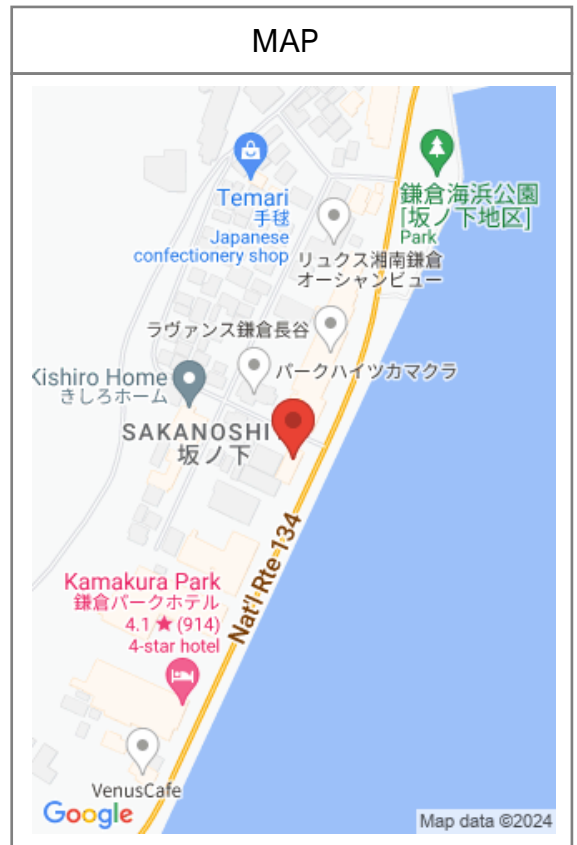 MAP
鎌倉海浜公園
[坂ノ下地区]
Park
Temari
手毬
Japanese
confectionery shop
リュクス湘南鎌倉
オーシャンビュー
ラヴァンス鎌倉長谷
パークハイツカマクラ
Kishiro Home
きしろホーム
SAKANOSHI
坂ノ下
Nat'l Rte 134
Kamakura Park
鎌倉パークホテル
4.1 ★ (914)
4-star hotel
VenusCafe
Google
Map data ©2024